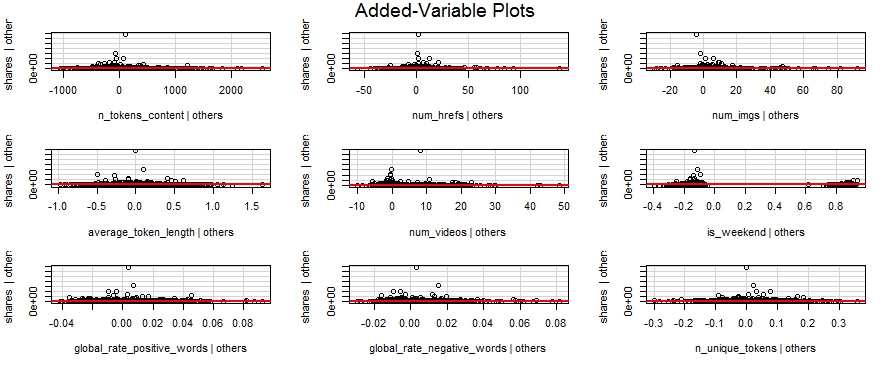 Added-Variable Plots
shares | other
0e+00
-1000 0 1000 2000
n_tokens_content | others
shares | other
0e+00
-50 0 50 100
num_hrefs | others
shares | other
0e+00
-20 0 20 40 60 80
num_imgs | others
shares | other
0e+00
-1.0 -0.5 0.0 0.5 1.0 1.5
average_token_length | others
shares | other
0e+00
-10 0 10 20 30 40 50
num_videos | others
shares | other
0e+00
-0.4 -0.2 0.0 0.2 0.4 0.6 0.8
is_weekend | others
shares | other
0e+00
-0.04 0.00 0.02 0.04 0.06 0.08
global_rate_positive_words | others
shares | other
0e+00
-0.02 0.00 0.02 0.04 0.06 0.08
global_rate_negative_words | others
shares | other
0e+00
-0.3 -0.2 -0.1 0.0 0.1 0.2 0.3
n_unique_tokens | others